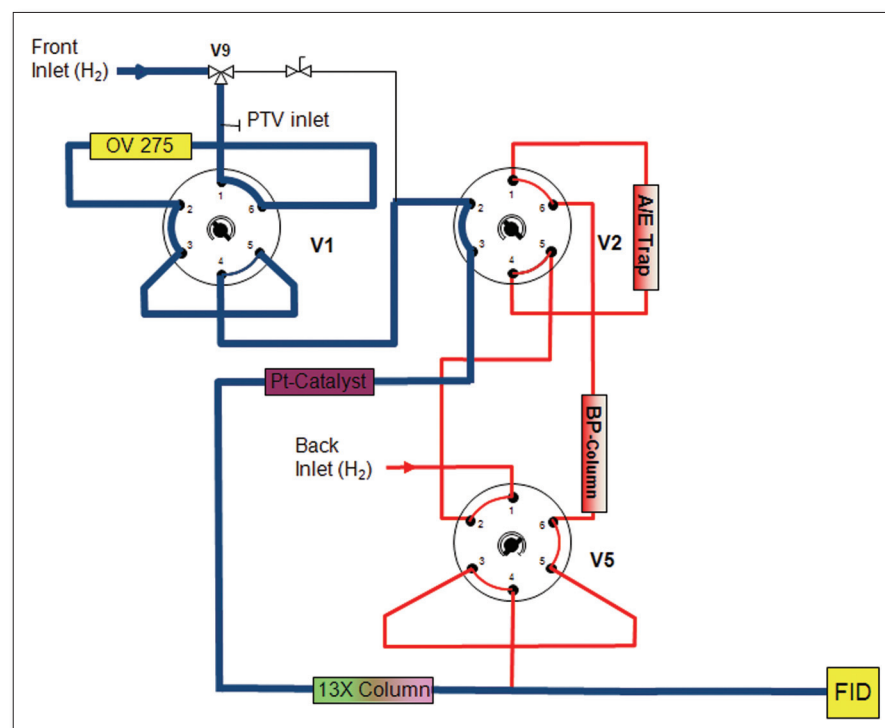 Front
Inlet (H₂)
V9
PTV inlet
OV 275
1
2
6
3
5
4
V1
1
2
6
3
5
4
V2
A/E Trap
Pt-Catalyst
BP-Column
Back
Inlet (H₂)
1
2
6
3
5
4
V5
13X Column
FID